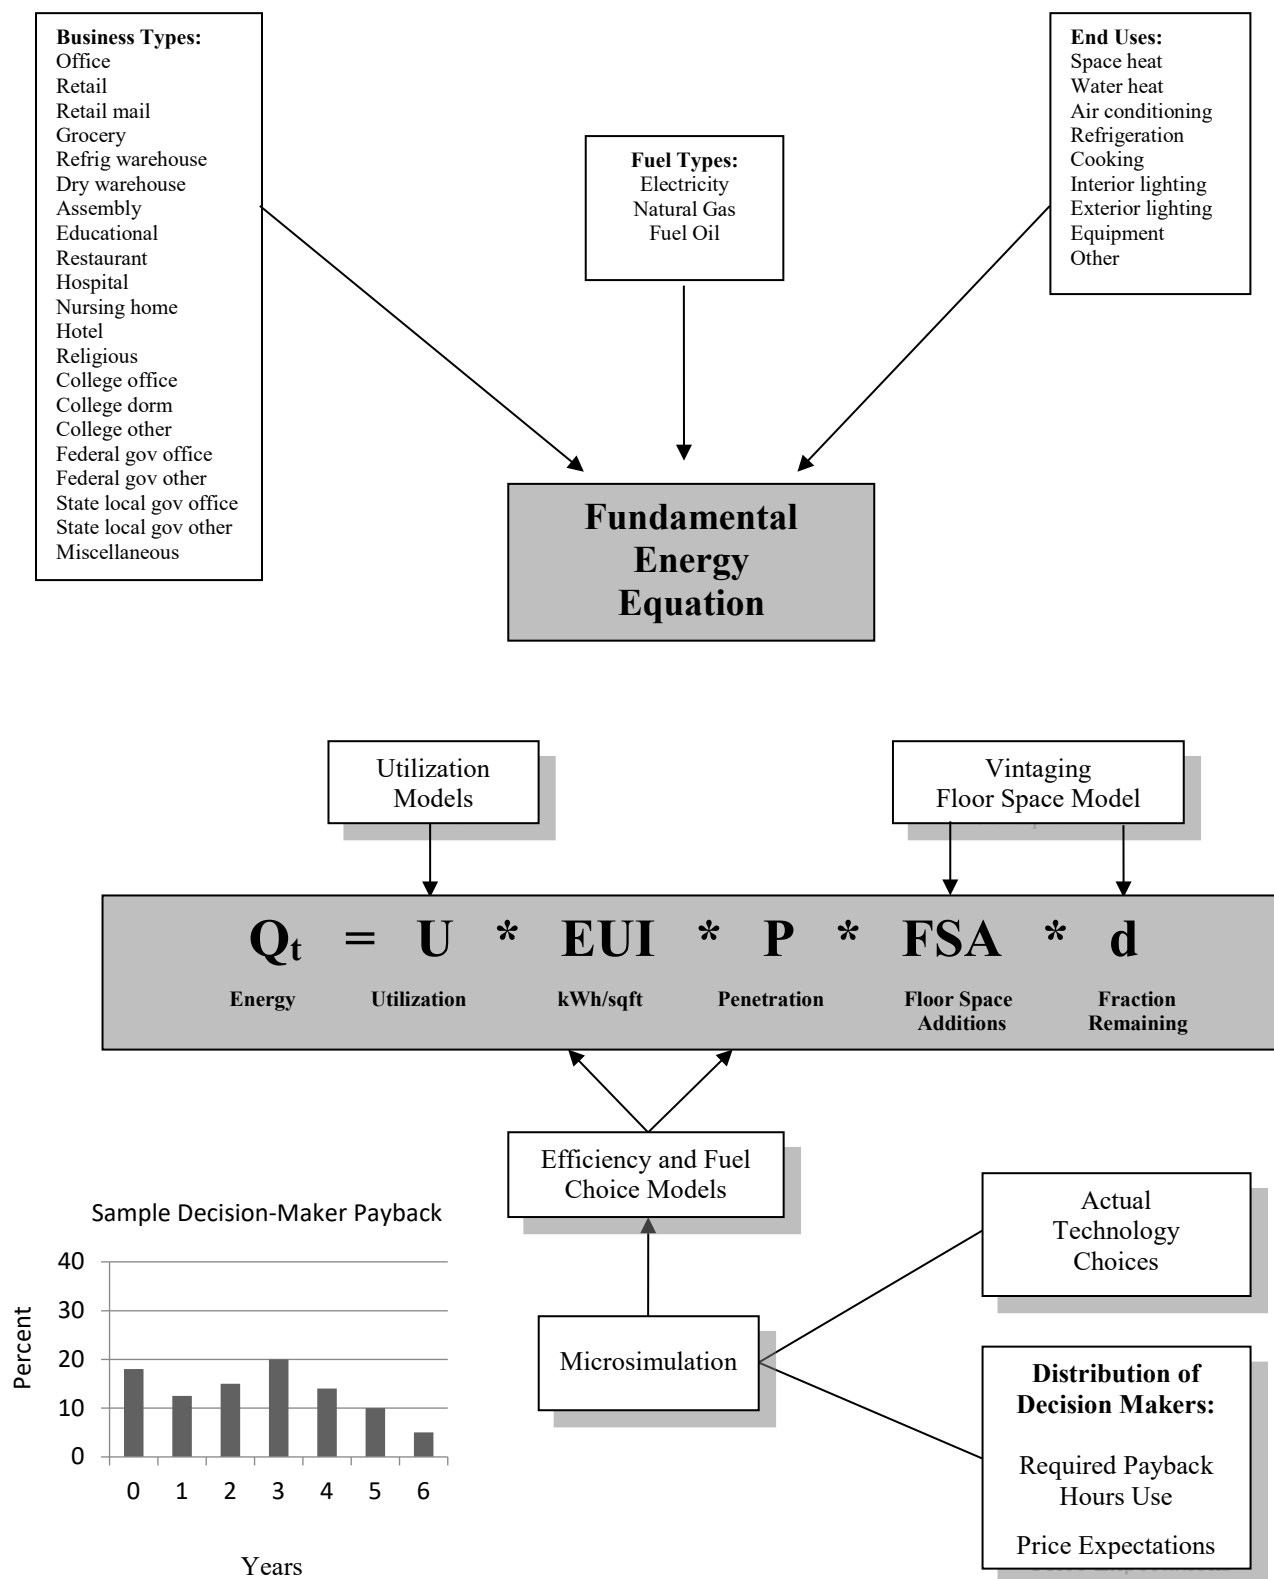 Business Types:
Office
Retail
Retail mail
Grocery
Refrig warehouse
Dry warehouse
Assembly
Educational
Restaurant
Hospital
Nursing home
Hotel
Religious
College office
College dorm
College other
Federal gov office
Federal gov other
State local gov office
State local gov other
Miscellaneous
Fuel Types:
Electricity
Natural Gas
Fuel Oil
End Uses:
Space heat
Water heat
Air conditioning
Refrigeration
Cooking
Interior lighting
Exterior lighting
Equipment
Other
Fundamental
Energy
Equation
Utilization
Models
Vintaging
Floor Space Model
Qt = U * EUI * P * FSA * d
Energy Utilization kWh/sqft Penetration Floor Space Fraction
Additions Remaining
Efficiency and Fuel
Choice Models
Microsimulation
Actual
Technology
Choices
Distribution of
Decision Makers:
Required Payback
Hours Use
Price Expectations
Sample Decision-Maker Payback
Percent
40
30
20
10
0
0 1 2 3 4 5 6
Years